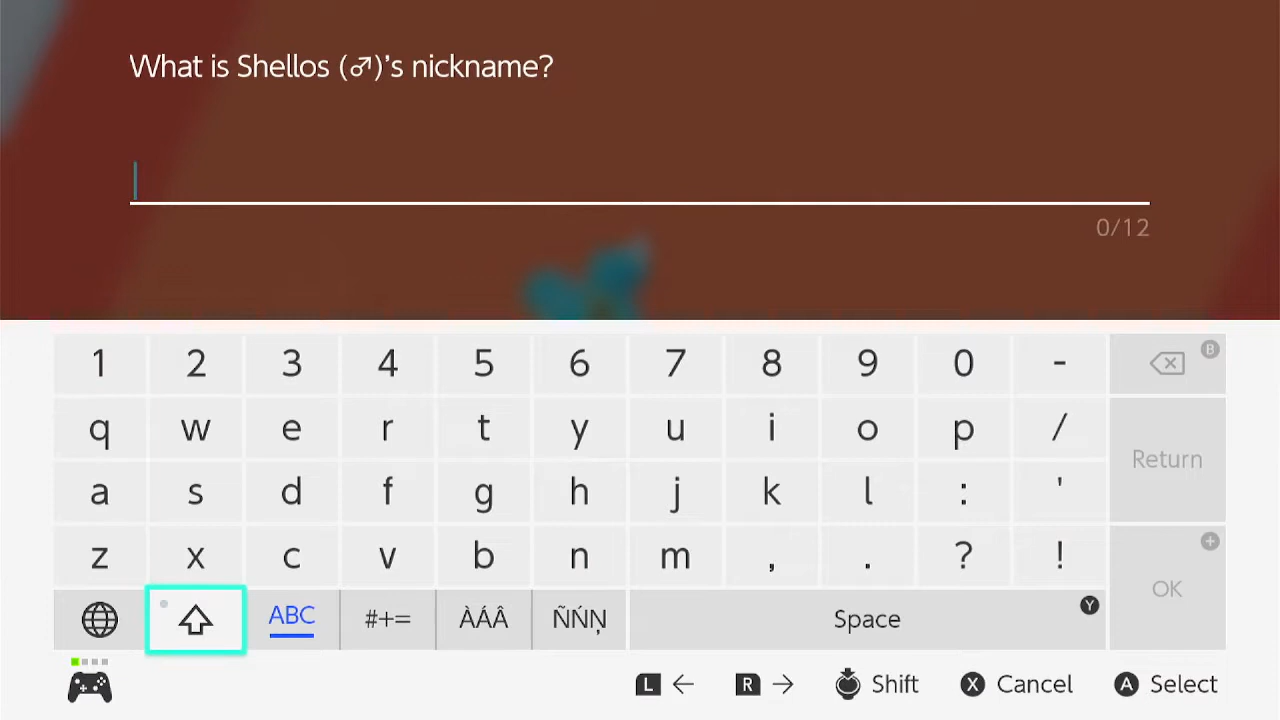 What is Shellos (♂)'s nickname?
0/12
1 2 3 4 5 6 7 8 9 0 - B
q w e r t y u i o p /
Return
a s d f g h j k l : '
z x c v b n m , . ? ! +
OK
ABC #+= ÀÁÂ ÑŃŅ Space Y
L ← R → Shift X Cancel A Select